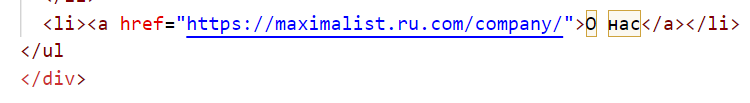 <li><a href="https://maximalist.ru.com/company/">О нас</a></li>
</ul
</div>